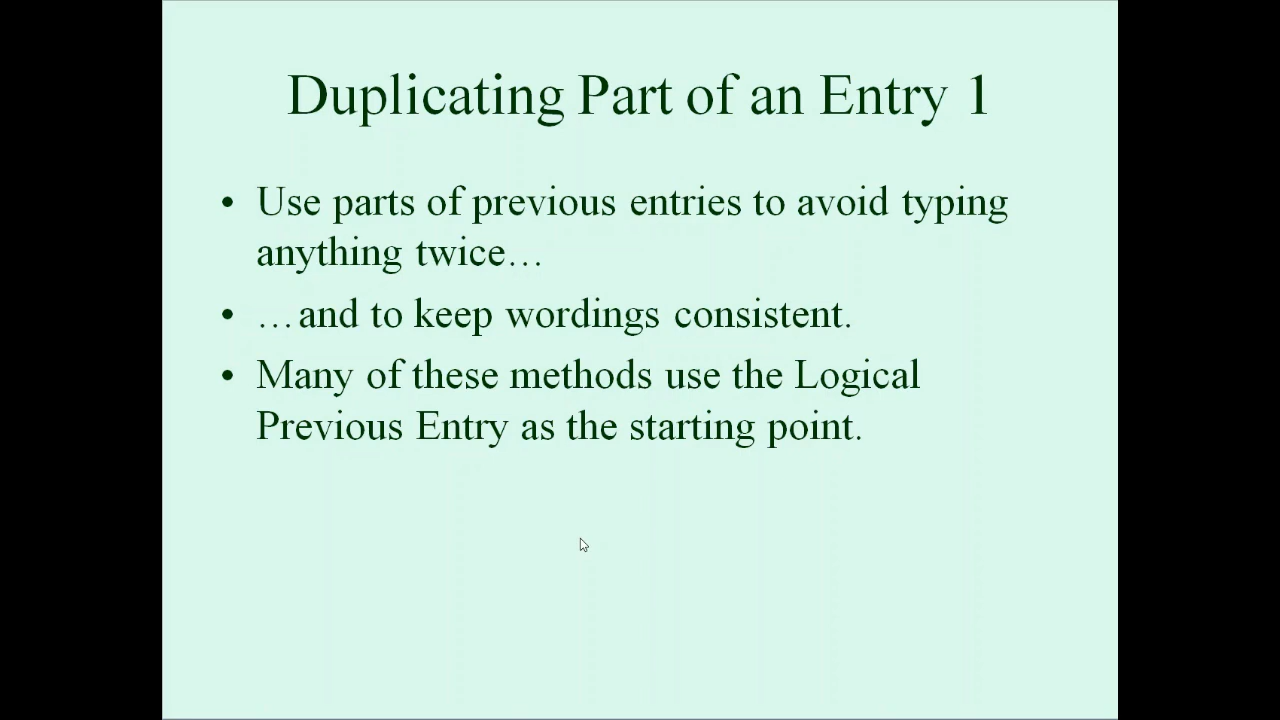 Duplicating Part of an Entry 1
• Use parts of previous entries to avoid typing
anything twice…
• …and to keep wordings consistent.
• Many of these methods use the Logical
Previous Entry as the starting point.